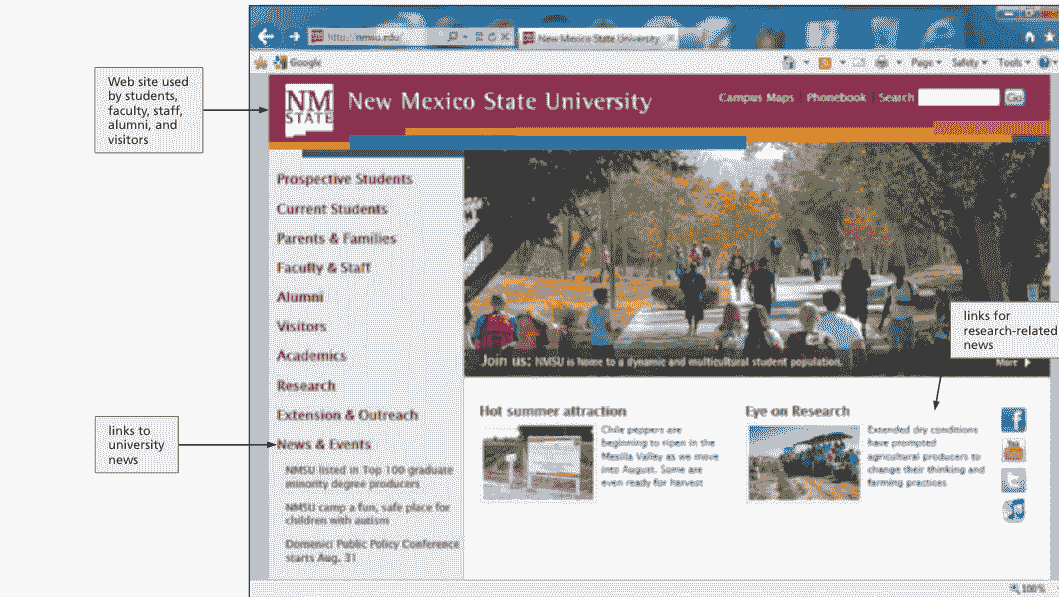 http://nmsu.edu
New Mexico State University
Google
Page
Safety
Tools
Web site used
by students,
faculty, staff,
alumni, and
visitors
NM
STATE
New Mexico State University
Campus Maps
Phonebook
Search
Go
Prospective Students
Current Students
Parents & Families
Faculty & Staff
Alumni
Visitors
Academics
Research
Extension & Outreach
News & Events
NMSU listed in Top 100 graduate
minority degree producers
NMSU camp a fun, safe place for
children with autism
Domenici Public Policy Conference
starts Aug. 31
links to
university
news
links for
research-related
news
Join us: NMSU is home to a dynamic and multicultural student population.
More
Hot summer attraction
Chile peppers are
beginning to ripen in the
Mesilla Valley as we move
into August. Some are
even ready for harvest
Eye on Research
Extended dry conditions
have prompted
agricultural producers to
change their thinking and
farming practices
100%